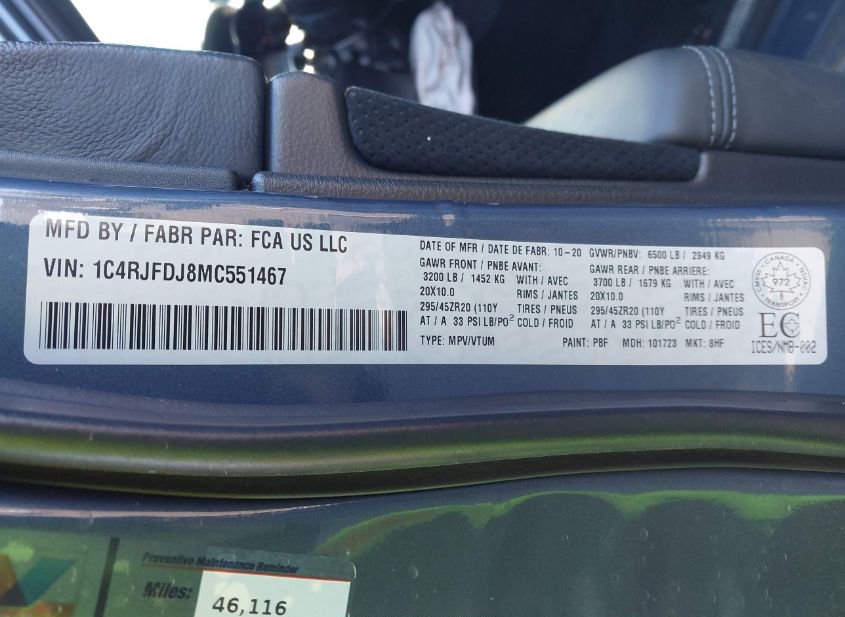 MFD BY / FABR PAR: FCA US LLC
VIN: 1C4RJFDJ8MC551467
DATE OF MFR / DATE DE FABR: 10-20 GVWR/PNBV: 6500 LB / 2949 KG
GAWR FRONT / PNBE AVANT:
3200 LB / 1452 KG WITH / AVEC
20X10.0 RIMS / JANTES
295/45ZR20 (110Y TIRES / PNEUS
AT / A 33 PSI LB/PO² COLD / FROID
GAWR REAR / PNBE ARRIERE:
3700 LB / 1679 KG WITH / AVEC
20X10.0 RIMS / JANTES
295/45ZR20 (110Y TIRES / PNEUS
AT / A 33 PSI LB/PO² COLD / FROID
TYPE: MPV/VTUM PAINT: PBF MDH: 101723 MKT: 8HF
CANADA
972
TRANSPORT
EC
ICES/NMB-002
Preventive Maintenance Reminder
Miles:
46,116